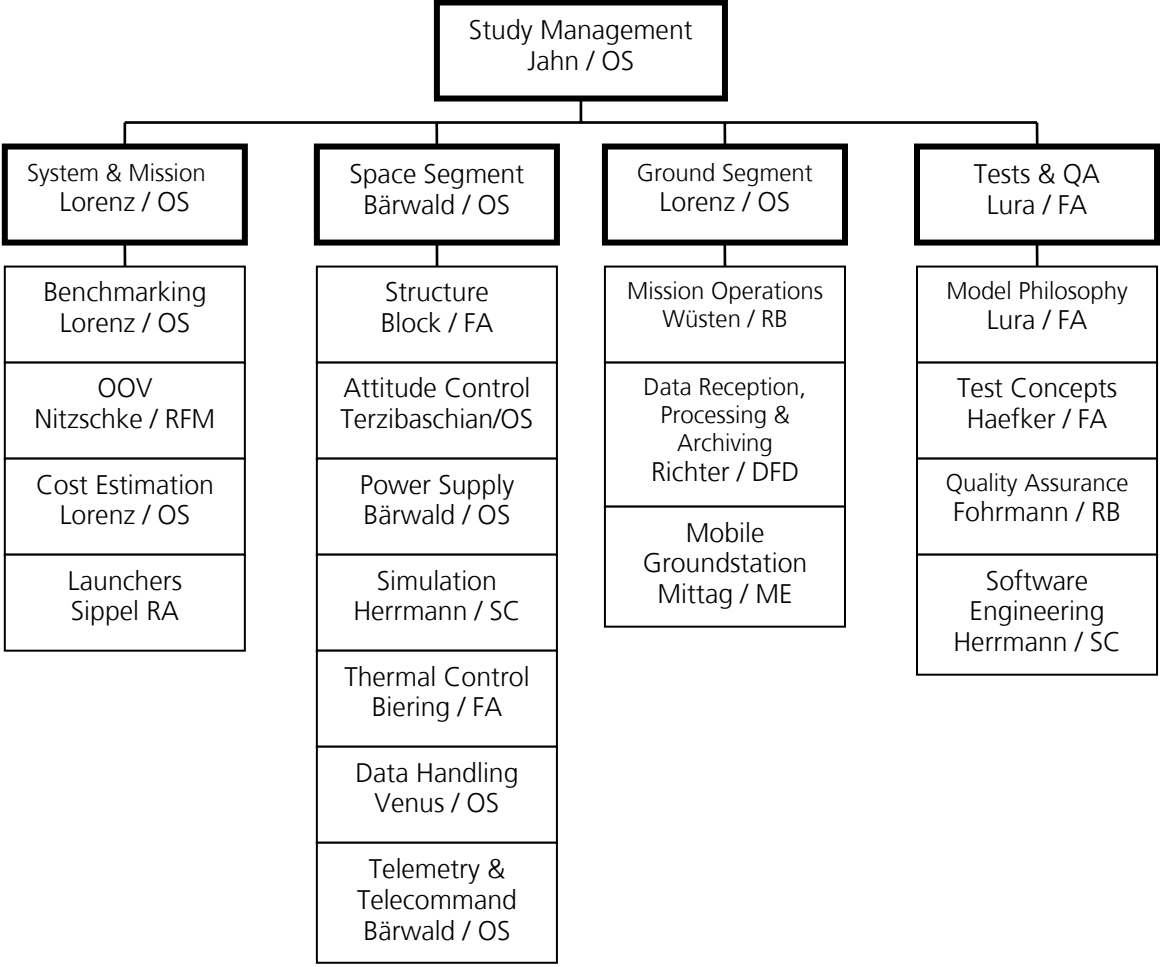 Study Management
Jahn / OS
System & Mission
Lorenz / OS
Benchmarking
Lorenz / OS
OOV
Nitzschke / RFM
Cost Estimation
Lorenz / OS
Launchers
Sippel RA
Space Segment
Bärwald / OS
Structure
Block / FA
Attitude Control
Terzibaschian/OS
Power Supply
Bärwald / OS
Simulation
Herrmann / SC
Thermal Control
Biering / FA
Data Handling
Venus / OS
Telemetry &
Telecommand
Bärwald / OS
Ground Segment
Lorenz / OS
Mission Operations
Wüsten / RB
Data Reception,
Processing &
Archiving
Richter / DFD
Mobile
Groundstation
Mittag / ME
Tests & QA
Lura / FA
Model Philosophy
Lura / FA
Test Concepts
Haefker / FA
Quality Assurance
Fohrmann / RB
Software
Engineering
Herrmann / SC